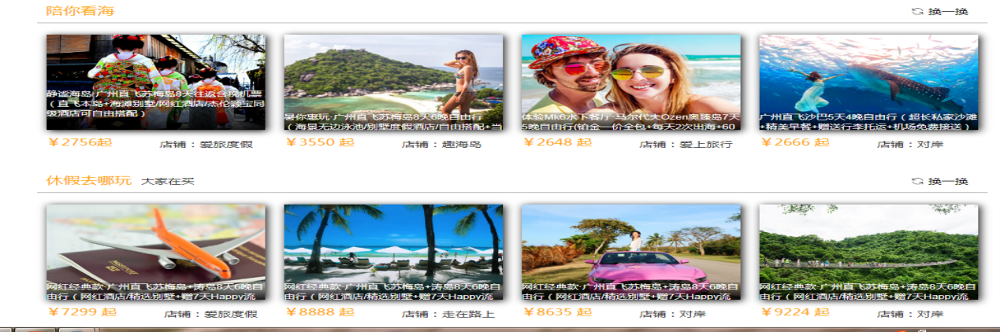 陪你看海
换一换
静谧海岛·广州直飞苏梅岛8天往返含税机票
(直飞本岛+海滩别墅/网红酒店/杰伦颖宝同
级酒店可自由搭配)
¥2756起
店铺:爱旅度假
暑你惠玩·广州直飞苏梅岛8天6晚自由行
(海景无边泳池/别墅度假酒店/自由搭配+当
¥3550 起
店铺:趣海岛
体验Mk6水下客厅·马尔代夫Ozen奥臻岛7天
5晚自由行(铂金一价全包+每天2次出海+60
¥2648 起
店铺:爱上旅行
广州直飞沙巴5天4晚自由行(超长私家沙滩
+精美早餐+赠送行李托运+机场免费接送)
¥2666 起
店铺:对岸
休假去哪玩 大家在买
换一换
网红经典款·广州直飞苏梅岛+涛岛8天6晚自
由行(网红酒店/精选别墅+赠7天Happy流
¥7299 起
店铺:爱旅度假
网红经典款·广州直飞苏梅岛+涛岛8天6晚自
由行(网红酒店/精选别墅+赠7天Happy流
¥8888 起
店铺:走在路上
网红经典款·广州直飞苏梅岛+涛岛8天6晚自
由行(网红酒店/精选别墅+赠7天Happy流
¥8635 起
店铺:对岸
网红经典款·广州直飞苏梅岛+涛岛8天6晚自
由行(网红酒店/精选别墅+赠7天Happy流
¥9224 起
店铺:对岸